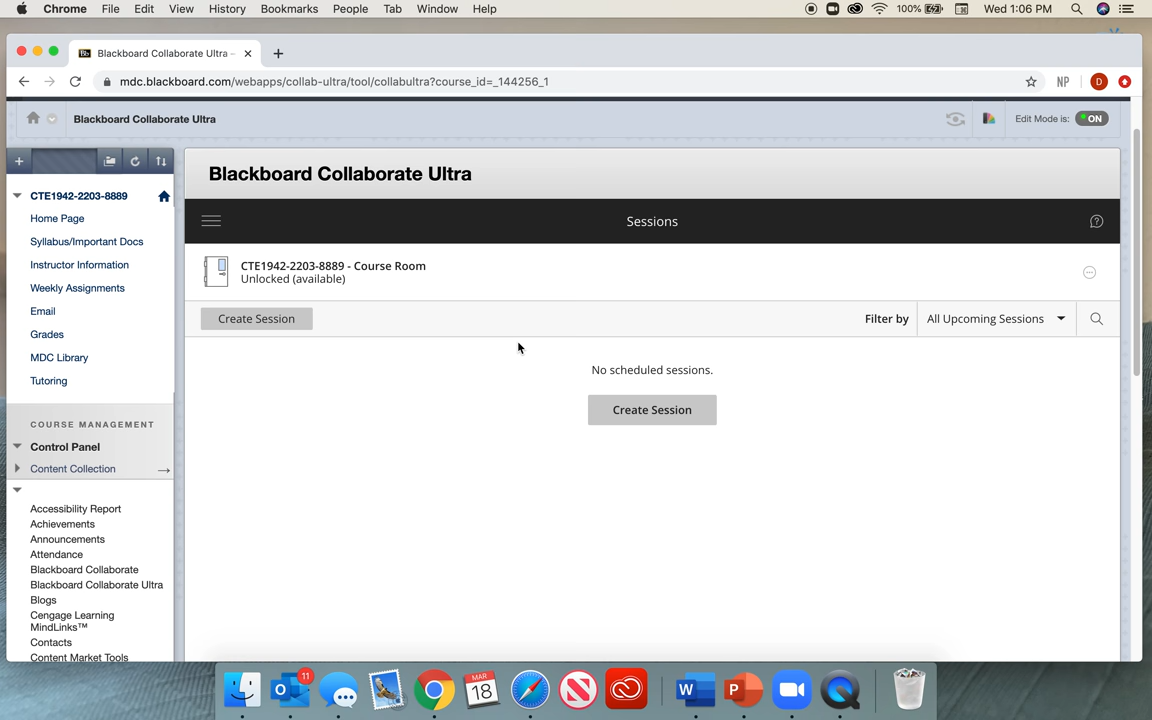 Chrome File Edit View History Bookmarks People Tab Window Help 100% Wed 1:06 PM
Bb Blackboard Collaborate Ultra –
mdc.blackboard.com/webapps/collab-ultra/tool/collabultra?course_id=_144256_1 NP D
Blackboard Collaborate Ultra Edit Mode is: ON
Blackboard Collaborate Ultra
CTE1942-2203-8889
Home Page
Syllabus/Important Docs
Instructor Information
Weekly Assignments
Email
Grades
MDC Library
Tutoring
COURSE MANAGEMENT
Control Panel
Content Collection
Accessibility Report
Achievements
Announcements
Attendance
Blackboard Collaborate
Blackboard Collaborate Ultra
Blogs
Cengage Learning
MindLinks™
Contacts
Content Market Tools
Sessions
CTE1942-2203-8889 - Course Room
Unlocked (available)
Create Session Filter by All Upcoming Sessions
No scheduled sessions.
Create Session
11
MAR
18
W
P